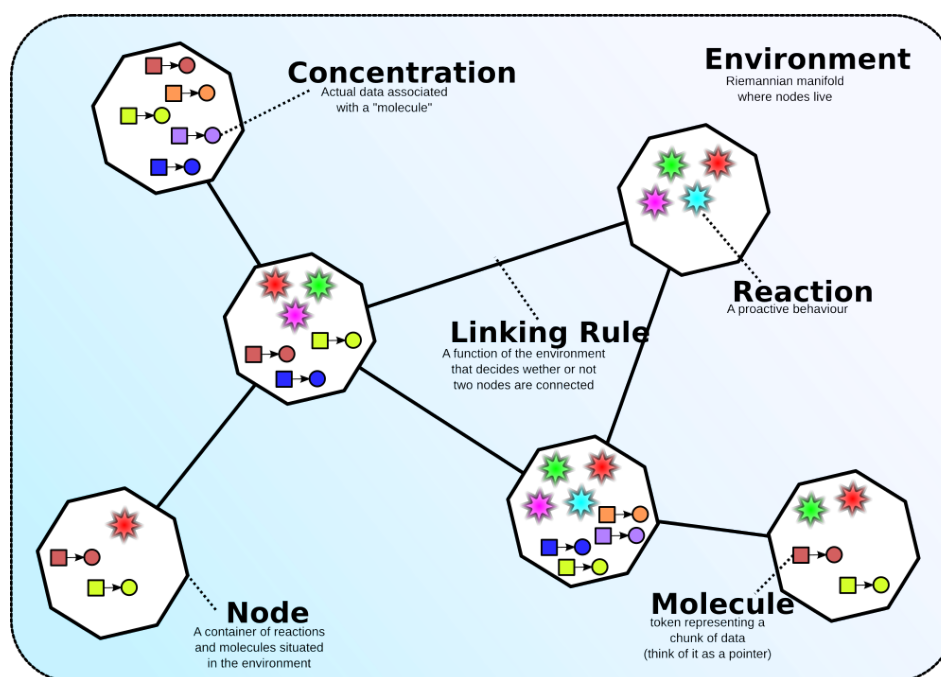 Concentration
Actual data associated
with a "molecule"
Environment
Riemannian manifold
where nodes live
Reaction
A proactive behaviour
Linking Rule
A function of the environment
that decides wether or not
two nodes are connected
Node
A container of reactions
and molecules situated
in the environment
Molecule
token representing a
chunk of data
(think of it as a pointer)